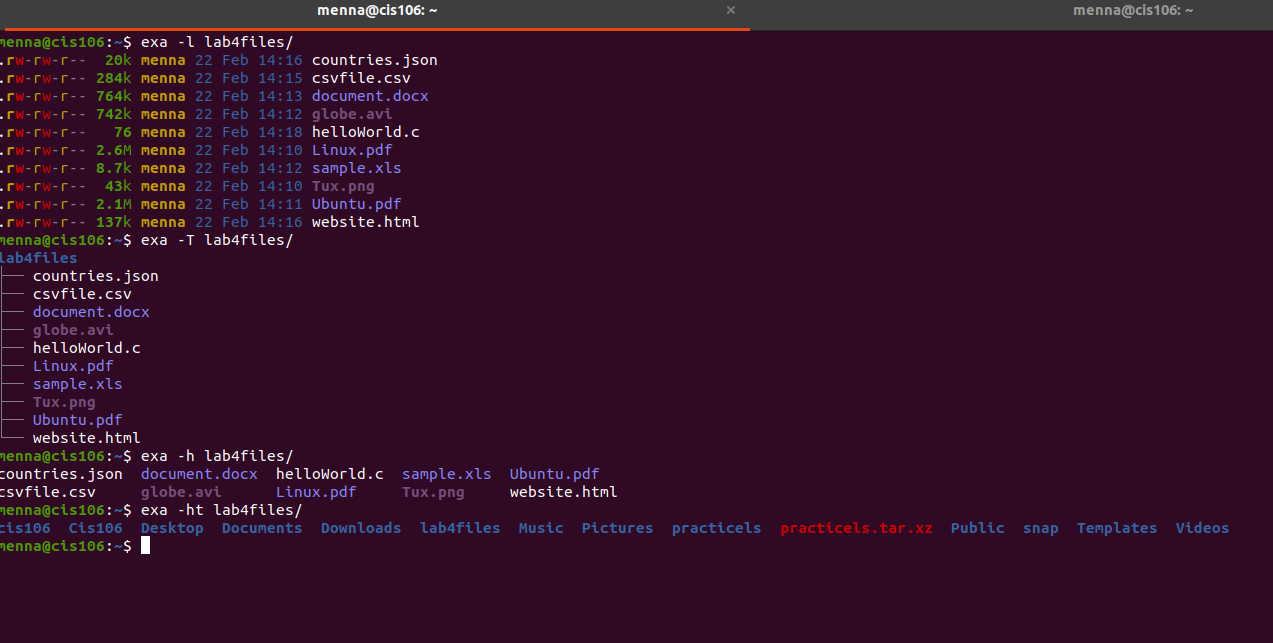 menna@cis106: ~ × menna@cis106: ~
menna@cis106:~$ exa -l lab4files/
.rw-rw-r-- 20k menna 22 Feb 14:16 countries.json
.rw-rw-r-- 284k menna 22 Feb 14:15 csvfile.csv
.rw-rw-r-- 764k menna 22 Feb 14:13 document.docx
.rw-rw-r-- 742k menna 22 Feb 14:12 globe.avi
.rw-rw-r-- 76 menna 22 Feb 14:18 helloWorld.c
.rw-rw-r-- 2.6M menna 22 Feb 14:10 Linux.pdf
.rw-rw-r-- 8.7k menna 22 Feb 14:12 sample.xls
.rw-rw-r-- 43k menna 22 Feb 14:10 Tux.png
.rw-rw-r-- 2.1M menna 22 Feb 14:11 Ubuntu.pdf
.rw-rw-r-- 137k menna 22 Feb 14:16 website.html
menna@cis106:~$ exa -T lab4files/
lab4files
├── countries.json
├── csvfile.csv
├── document.docx
├── globe.avi
├── helloWorld.c
├── Linux.pdf
├── sample.xls
├── Tux.png
├── Ubuntu.pdf
└── website.html
menna@cis106:~$ exa -h lab4files/
countries.json document.docx helloWorld.c sample.xls Ubuntu.pdf
csvfile.csv globe.avi Linux.pdf Tux.png website.html
menna@cis106:~$ exa -ht lab4files/
cis106 Cis106 Desktop Documents Downloads lab4files Music Pictures practicels practicels.tar.xz Public snap Templates Videos
menna@cis106:~$